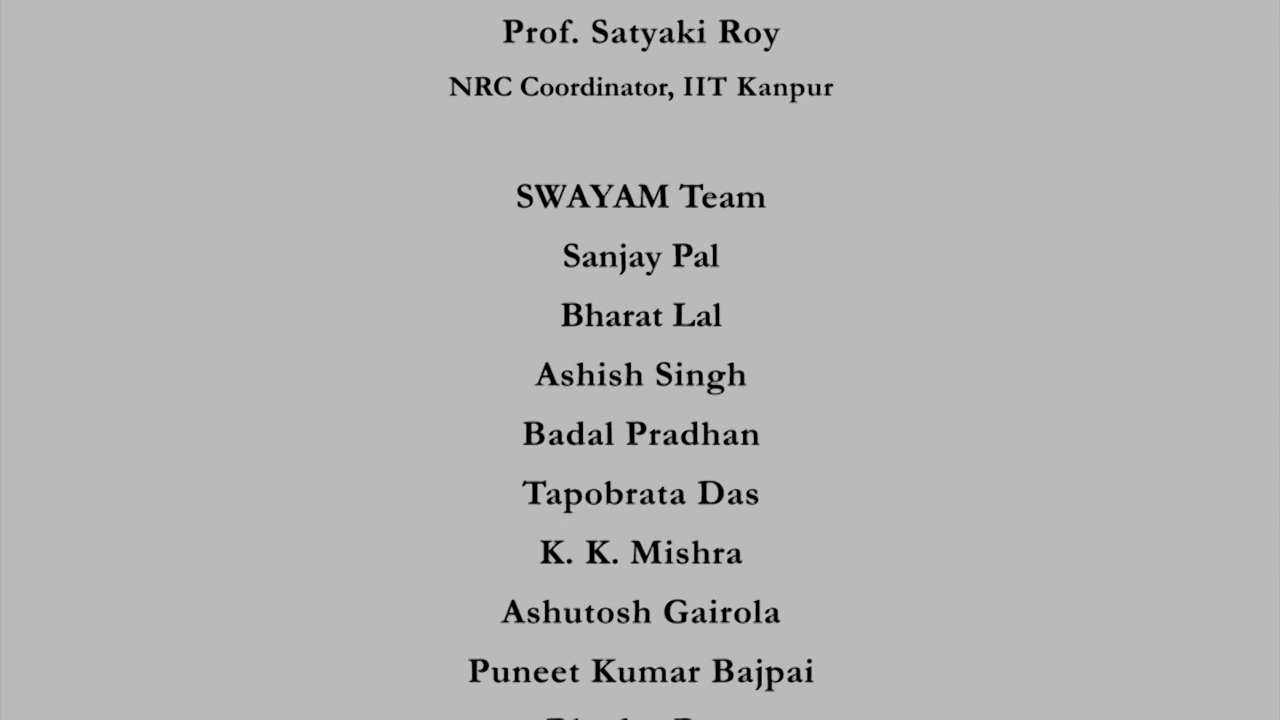 Prof. Satyaki Roy
NRC Coordinator, IIT Kanpur
SWAYAM Team
Sanjay Pal
Bharat Lal
Ashish Singh
Badal Pradhan
Tapobrata Das
K. K. Mishra
Ashutosh Gairola
Puneet Kumar Bajpai